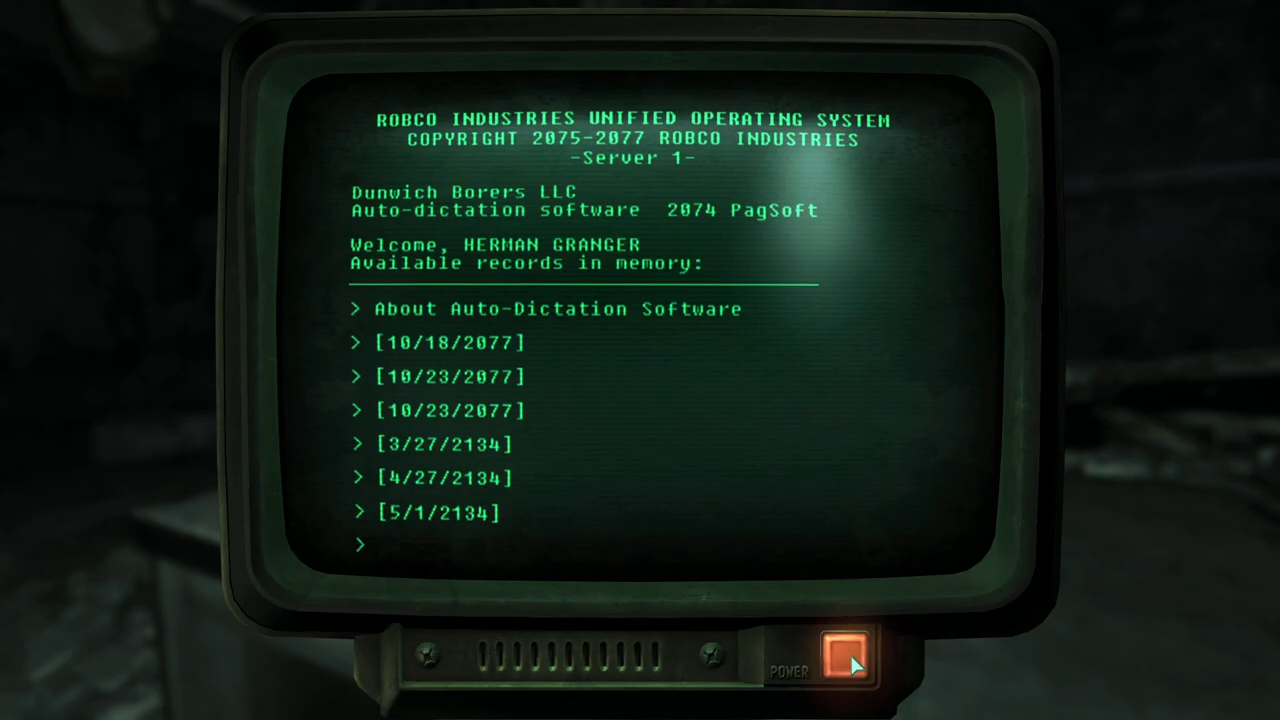 ROBCO INDUSTRIES UNIFIED OPERATING SYSTEM
COPYRIGHT 2075-2077 ROBCO INDUSTRIES
-Server 1-
Dunwich Borers LLC
Auto-dictation software  2074 PagSoft
Welcome, HERMAN GRANGER
Available records in memory:
> About Auto-Dictation Software
> [10/18/2077]
> [10/23/2077]
> [10/23/2077]
> [3/27/2134]
> [4/27/2134]
> [5/1/2134]
>
POWER